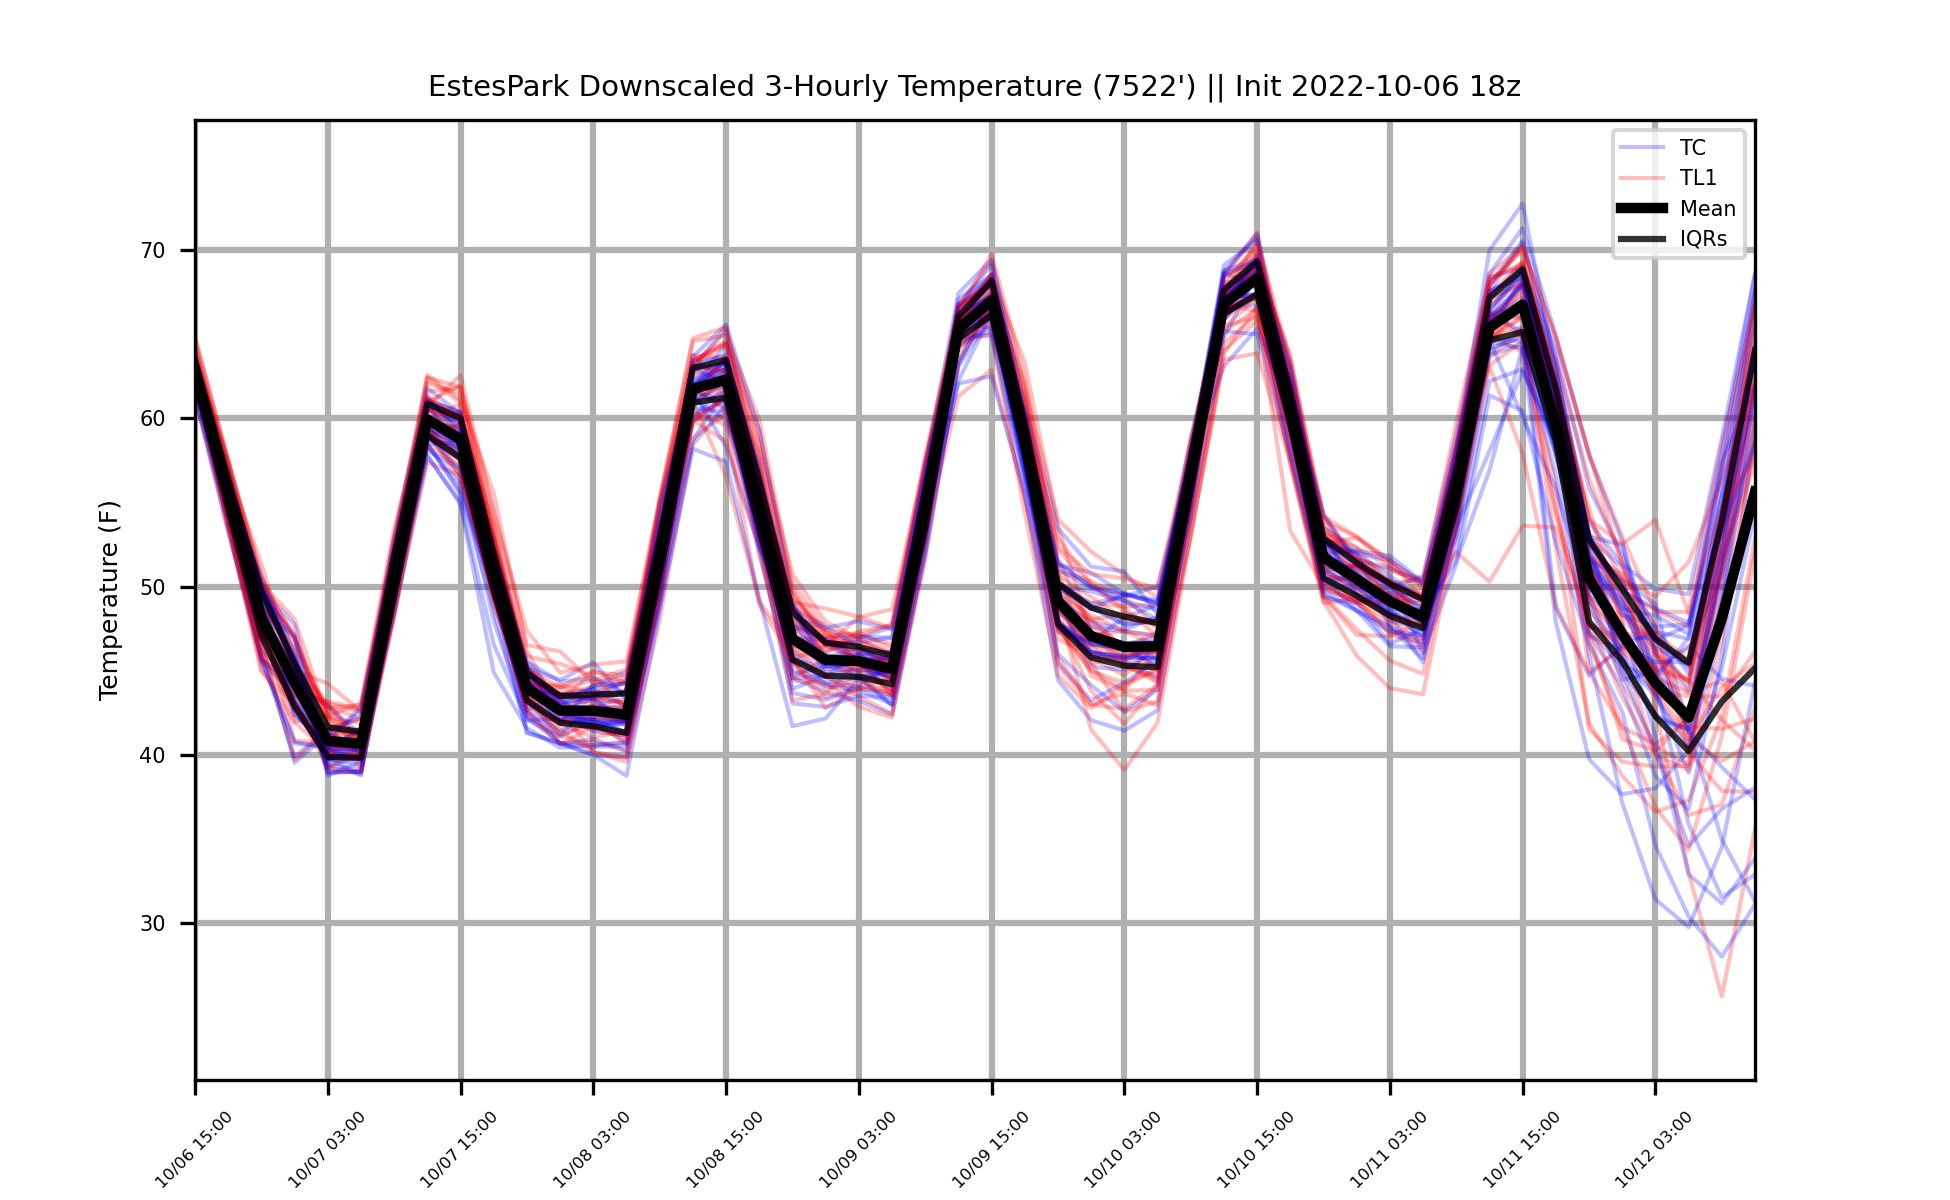 EstesPark Downscaled 3-Hourly Temperature (7522') || Init 2022-10-06 18z
TC
TL1
Mean
IQRs
Temperature (F)
70
60
50
40
30
10/06 15:00
10/07 03:00
10/07 15:00
10/08 03:00
10/08 15:00
10/09 03:00
10/09 15:00
10/10 03:00
10/10 15:00
10/11 03:00
10/11 15:00
10/12 03:00